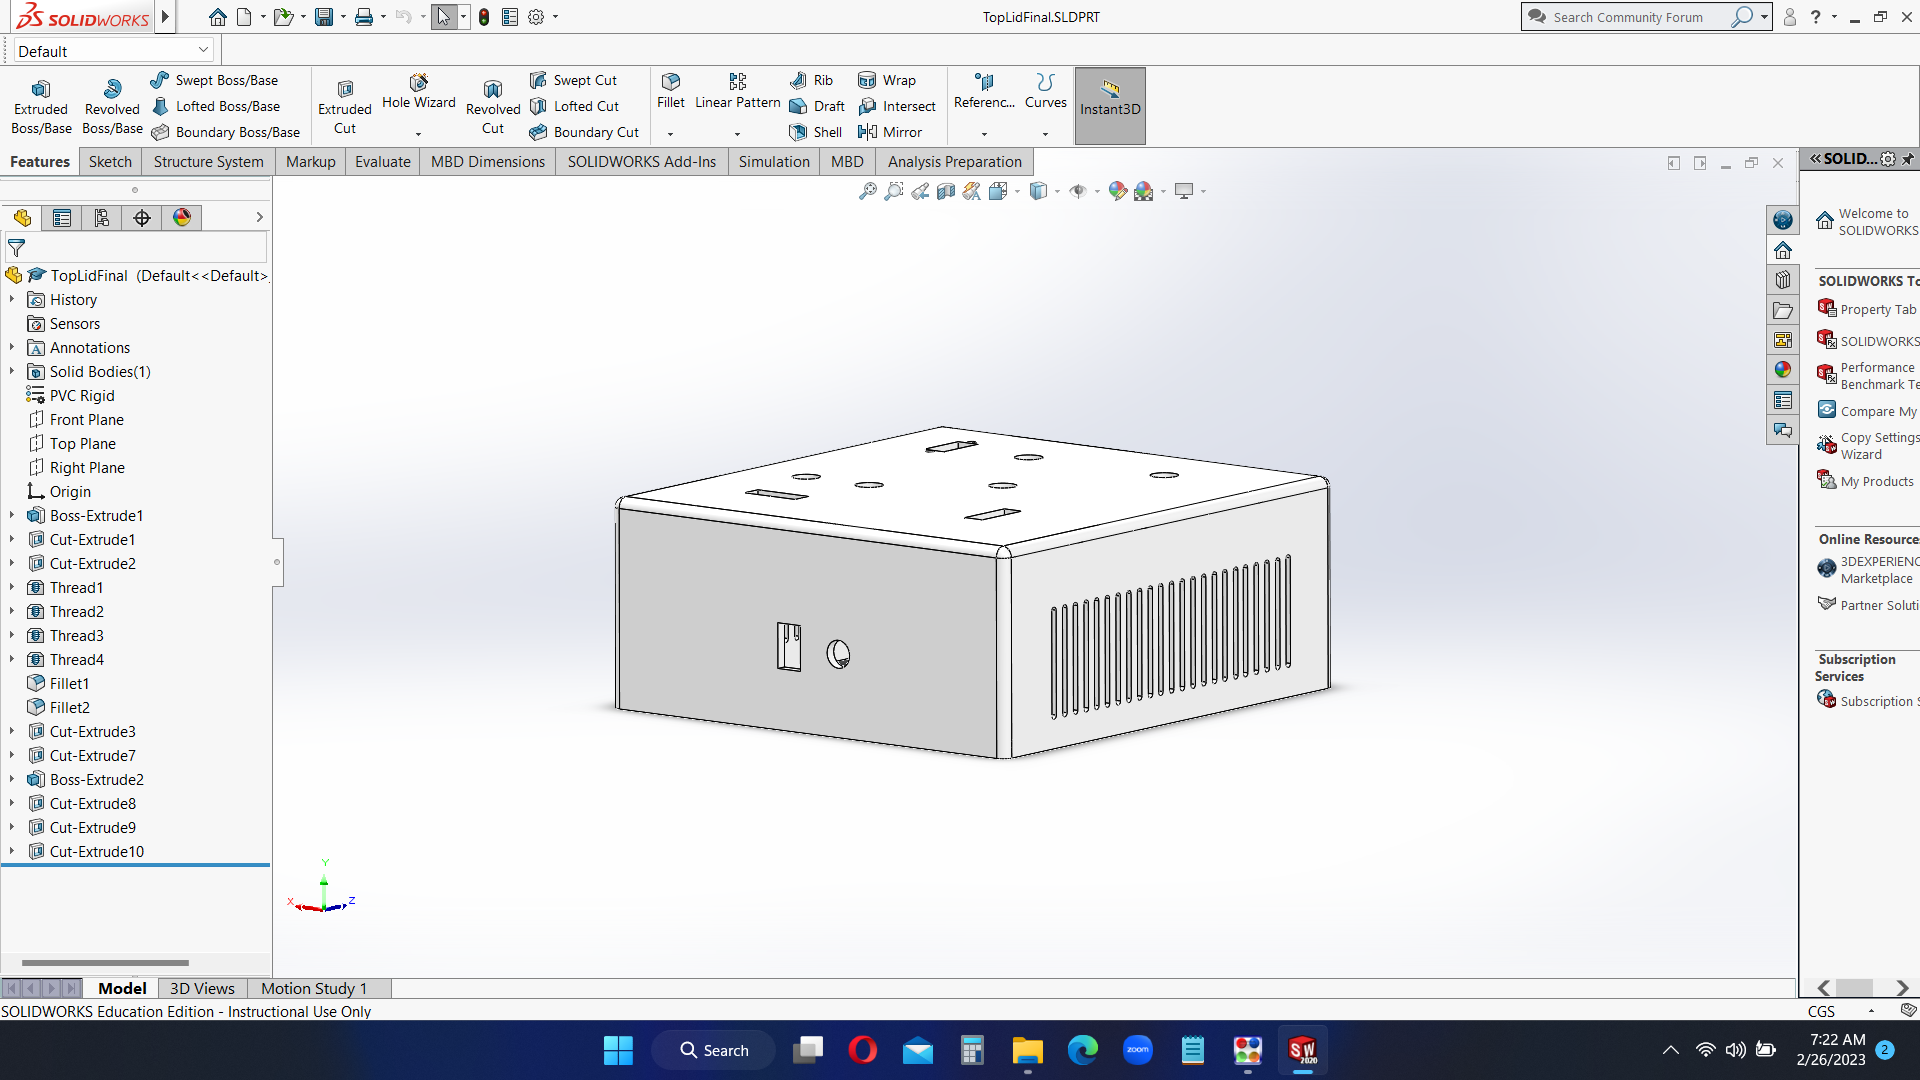 SOLIDWORKS
TopLidFinal.SLDPRT
Search Community Forum
?
Default
Extruded Boss/Base
Revolved Boss/Base
Swept Boss/Base
Lofted Boss/Base
Boundary Boss/Base
Extruded Cut
Hole Wizard
Revolved Cut
Swept Cut
Lofted Cut
Boundary Cut
Fillet
Linear Pattern
Rib
Draft
Shell
Wrap
Intersect
Mirror
Referenc...
Curves
Instant3D
Features
Sketch
Structure System
Markup
Evaluate
MBD Dimensions
SOLIDWORKS Add-Ins
Simulation
MBD
Analysis Preparation
TopLidFinal (Default<<Default>
History
Sensors
Annotations
Solid Bodies(1)
PVC Rigid
Front Plane
Top Plane
Right Plane
Origin
Boss-Extrude1
Cut-Extrude1
Cut-Extrude2
Thread1
Thread2
Thread3
Thread4
Fillet1
Fillet2
Cut-Extrude3
Cut-Extrude7
Boss-Extrude2
Cut-Extrude8
Cut-Extrude9
Cut-Extrude10
Y
X
Z
SOLID...
Welcome to
SOLIDWORKS
SOLIDWORKS To
Property Tab
SOLIDWORKS
Performance
Benchmark Te
Compare My
Copy Settings
Wizard
My Products
Online Resource
3DEXPERIENC
Marketplace
Partner Soluti
Subscription
Services
Subscription S
Model
3D Views
Motion Study 1
SOLIDWORKS Education Edition - Instructional Use Only
CGS
Search
zoom
SW
2020
7:22 AM
2/26/2023
2